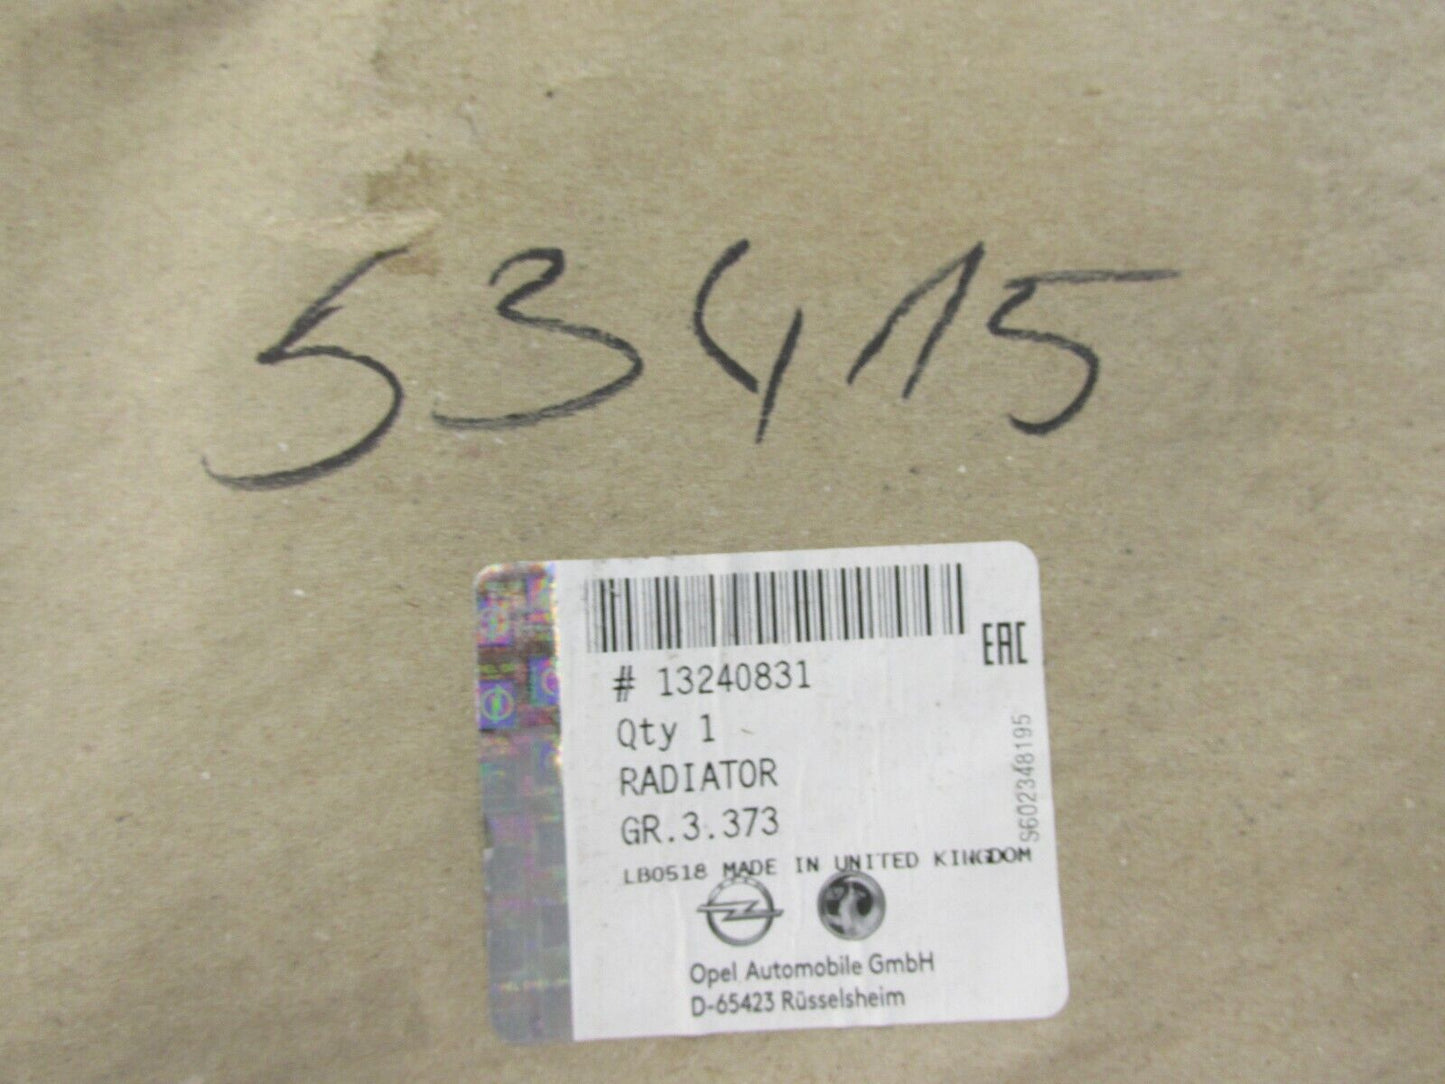 53415
# 13240831
EAC
Qty 1
RADIATOR
GR.3.373
LB0518 MADE IN UNITED KINGDOM
S602348195
Opel Automobile GmbH
D-65423 Rüsselsheim